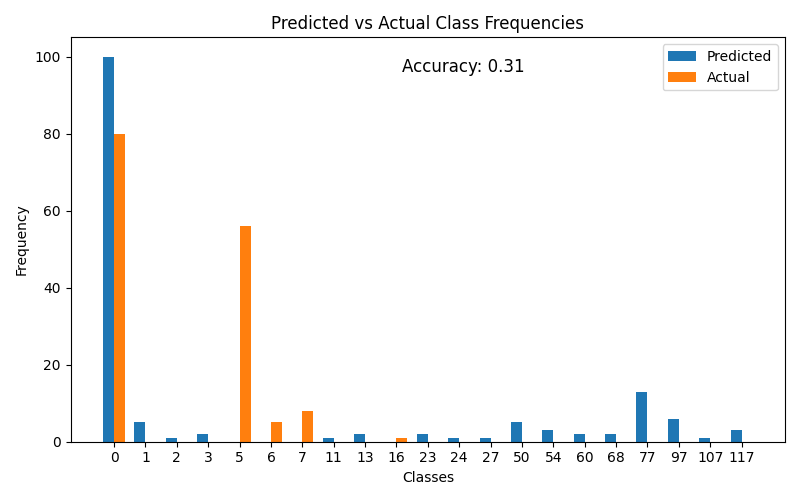 Predicted vs Actual Class Frequencies
Accuracy: 0.31
Predicted
Actual
Frequency
100
80
60
40
20
0
0 1 2 3 5 6 7 11 13 16 23 24 27 50 54 60 68 77 97 107 117
Classes